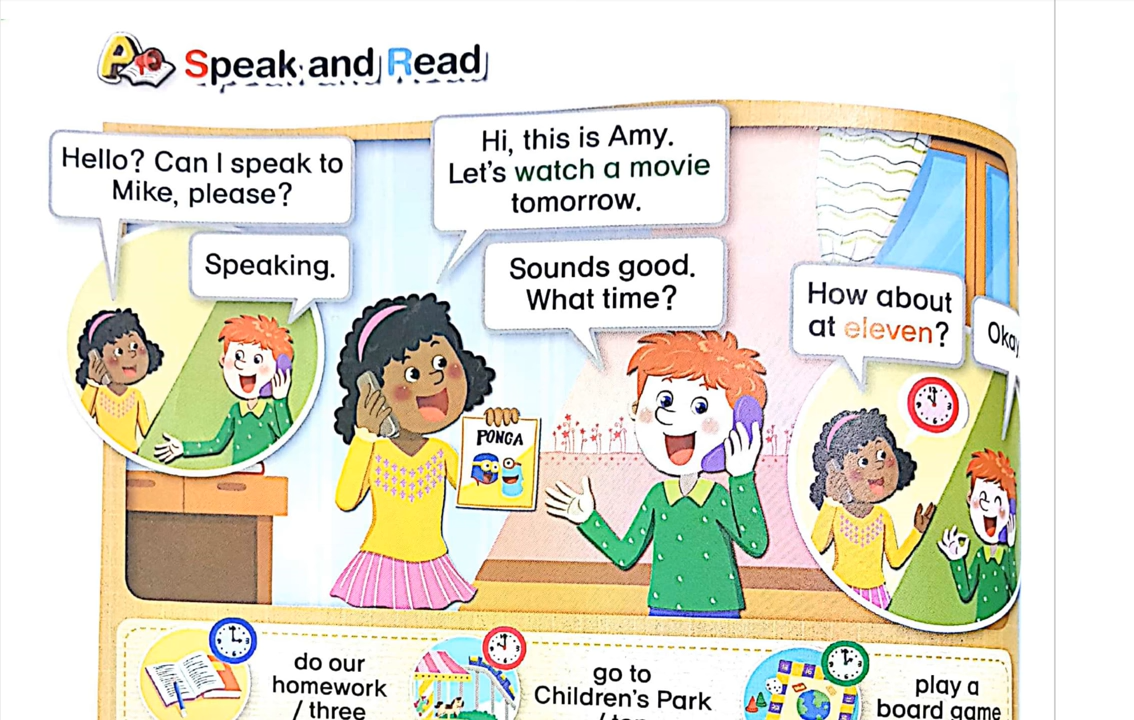 Speak and Read
Hello? Can I speak to
Mike, please?
Speaking.
Hi, this is Amy.
Let's watch a movie
tomorrow.
Sounds good.
What time?
How about
at eleven?
PONGA
do our
homework
/ three
go to
Children's Park
play a
board game